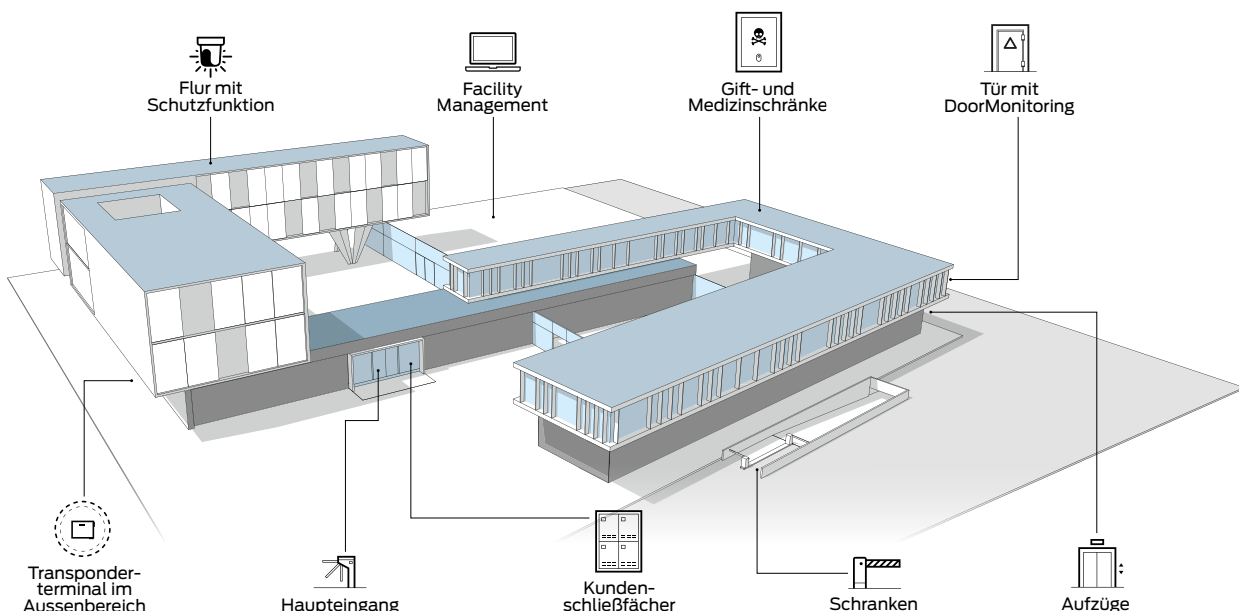 Flur mit
Schutzfunktion
Facility
Management
Gift- und
Medizinschränke
Tür mit
DoorMonitoring
Transponder-
terminal im
Aussenbereich
Haupteingang
Kunden-
schließfächer
Schranken
Aufzüge